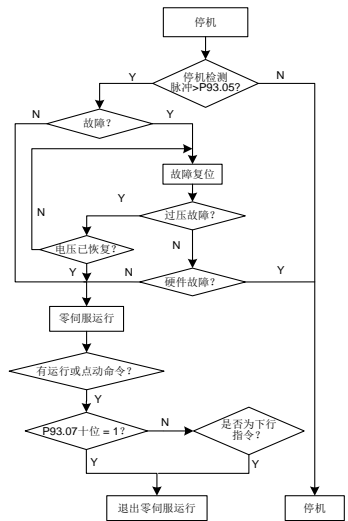 停机
停机检测
脉冲>P93.05?
Y
N
故障?
N
Y
故障复位
Y
过压故障?
N
N
电压已恢复?
Y
N
硬件故障?
Y
零伺服运行
有运行或点动命令?
Y
P93.07十位 = 1?
N
是否为下行
指令?
Y
Y
退出零伺服运行
停机